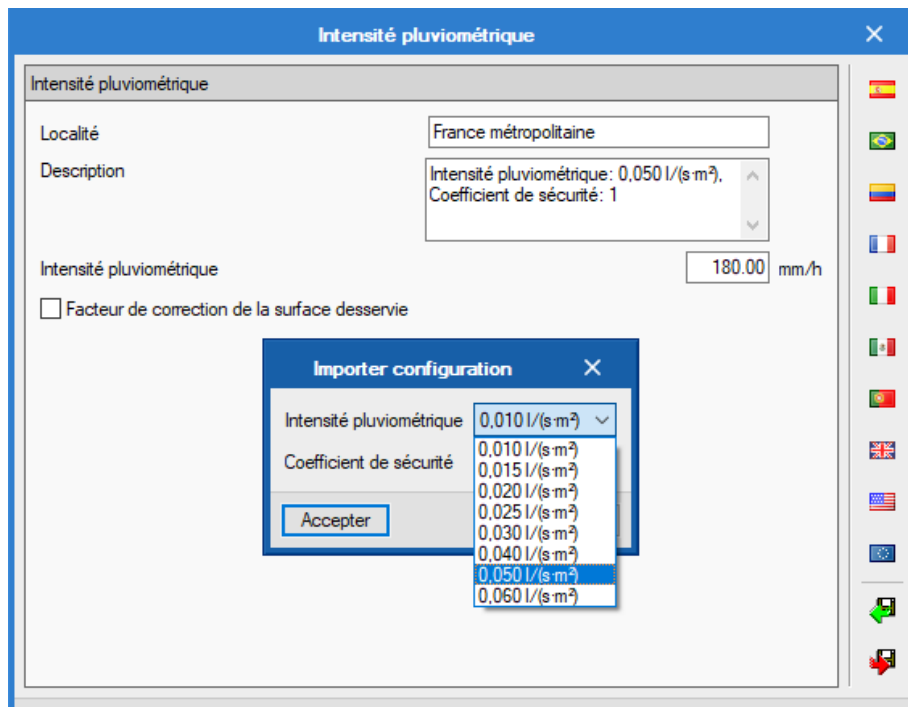 Intensité pluviométrique
Intensité pluviométrique
Localité
France métropolitaine
Description
Intensité pluviométrique: 0,050 l/(s·m²),
Coefficient de sécurité: 1
Intensité pluviométrique
180.00 mm/h
Facteur de correction de la surface desservie
Importer configuration
Intensité pluviométrique
0,010 l/(s·m²)
Coefficient de sécurité
0,010 l/(s·m²)
0,015 l/(s·m²)
0,020 l/(s·m²)
0,025 l/(s·m²)
0,030 l/(s·m²)
0,040 l/(s·m²)
0,050 l/(s·m²)
0,060 l/(s·m²)
Accepter